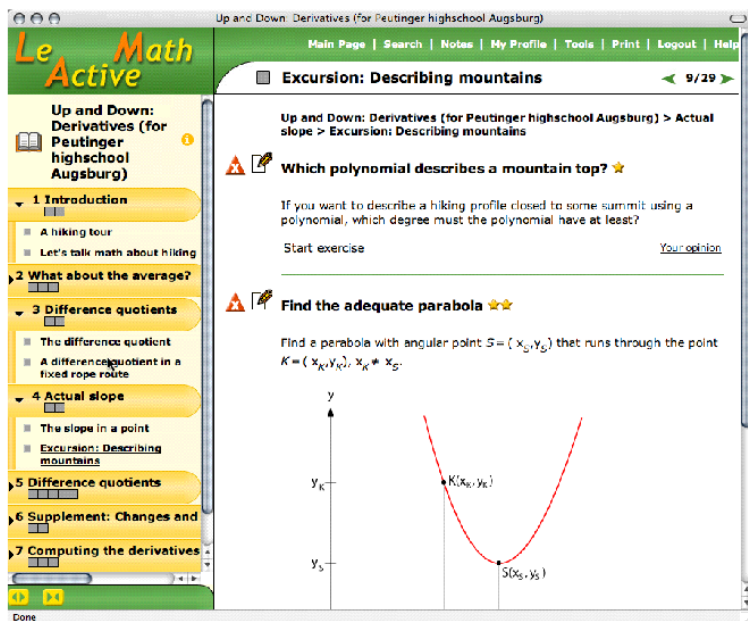 Up and Down: Derivatives (for Peutinger highschool Augsburg)
Le Math
Active
Main Page | Search | Notes | My Profile | Tools | Print | Logout | Help
Excursion: Describing mountains
9/29
Up and Down:
Derivatives (for
Peutinger
highschool
Augsburg)
1 Introduction
A hiking tour
Let's talk math about hiking
2 What about the average?
3 Difference quotients
The difference quotient
A difference quotient in a
fixed rope route
4 Actual slope
The slope in a point
Excursion: Describing
mountains
5 Difference quotients
6 Supplement: Changes and
7 Computing the derivatives
Up and Down: Derivatives (for Peutinger highschool Augsburg) > Actual
slope > Excursion: Describing mountains
Which polynomial describes a mountain top?
If you want to describe a hiking profile closed to some summit using a
polynomial, which degree must the polynomial have at least?
Start exercise
Your opinion
Find the adequate parabola
Find a parabola with angular point S = ( x_S,y_S) that runs through the point
K = ( x_K,y_K), x_K ≠ x_S.
y
y_K
K(x_K, y_K)
y_S
S(x_S, y_S)
Done